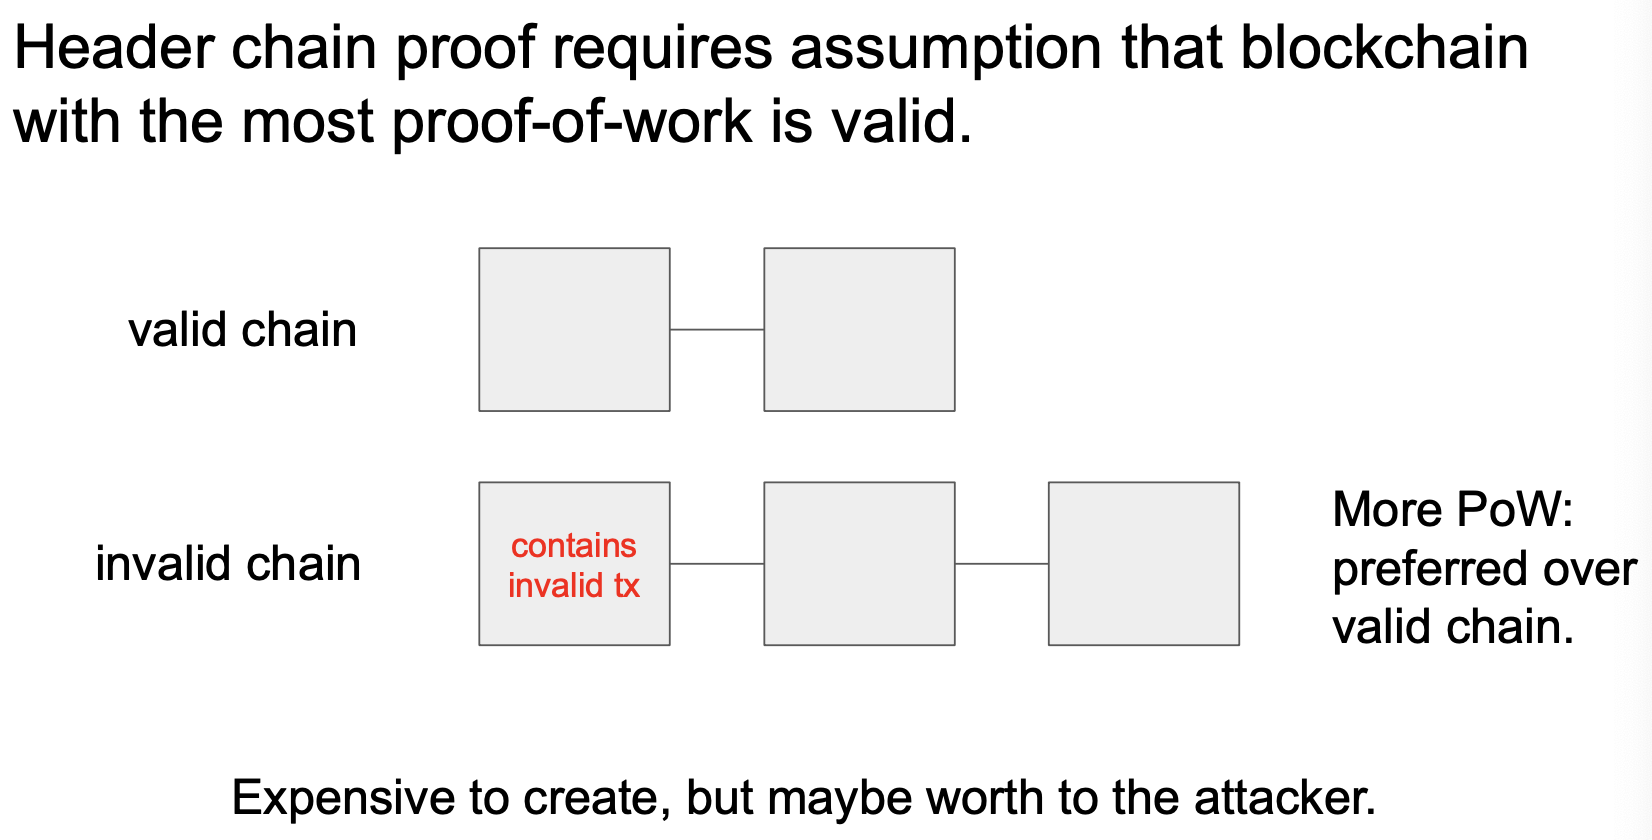 Header chain proof requires assumption that blockchain
with the most proof-of-work is valid.
valid chain
invalid chain
contains
invalid tx
More PoW:
preferred over
valid chain.
Expensive to create, but maybe worth to the attacker.